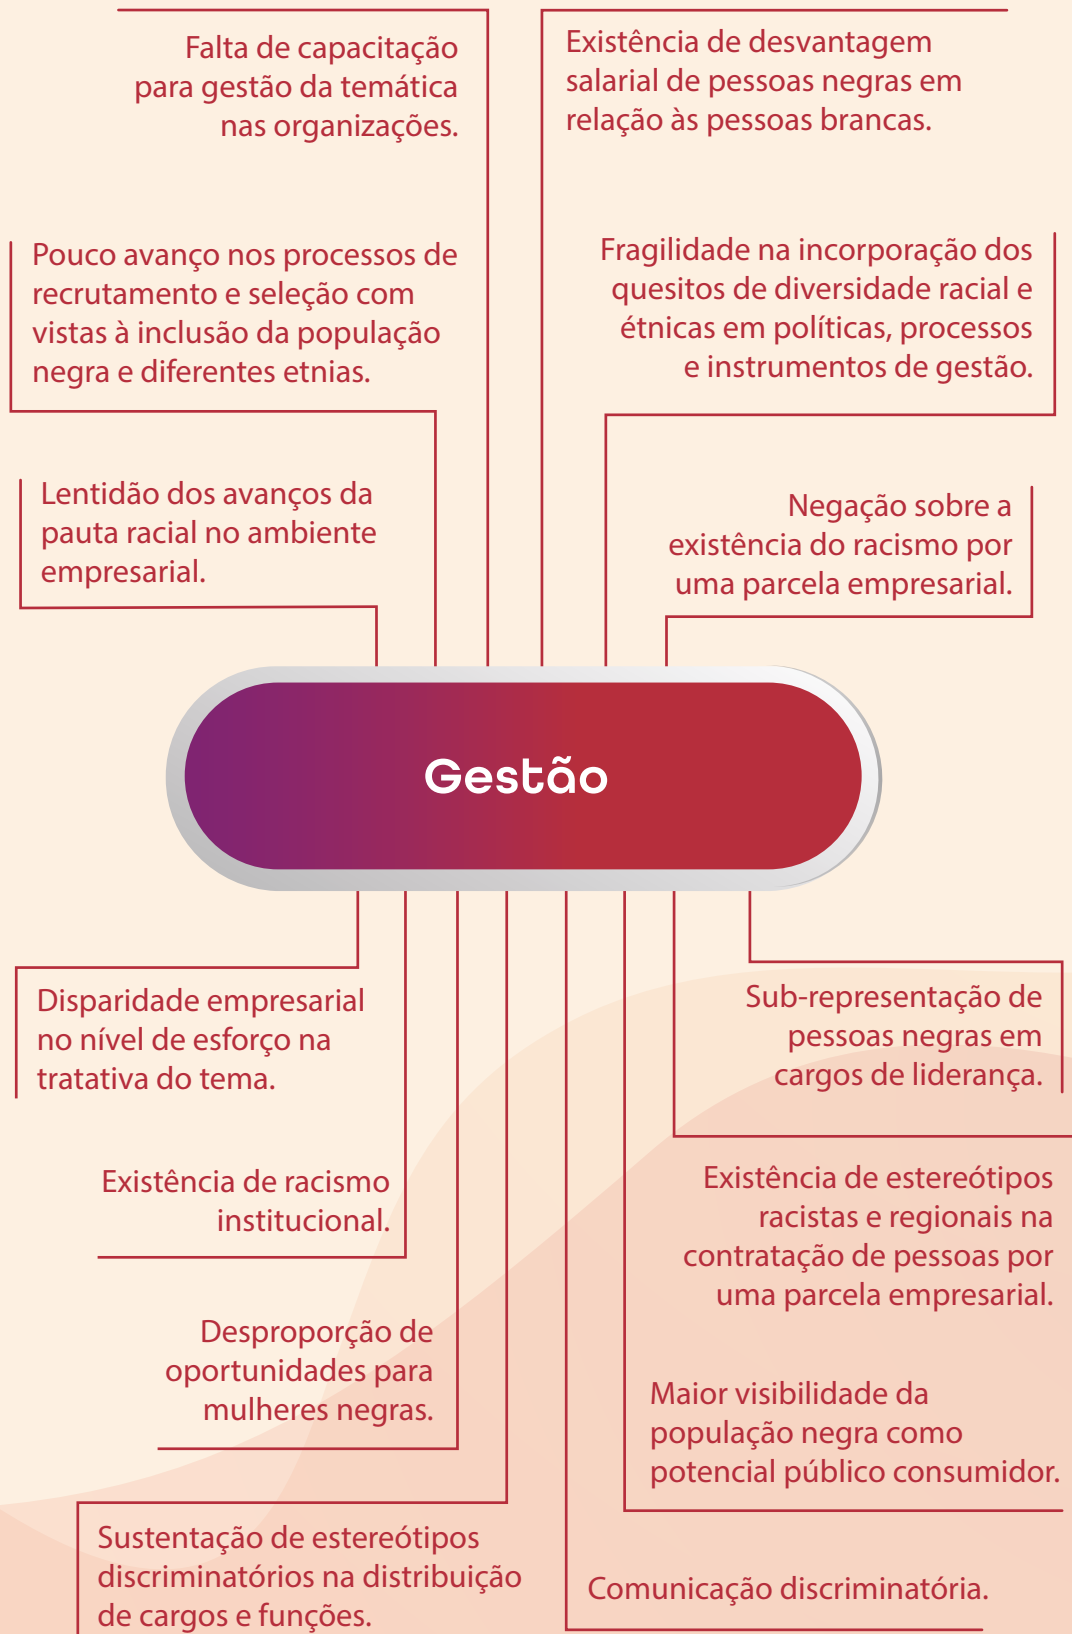 Falta de capacitação
para gestão da temática
nas organizações.
Existência de desvantagem
salarial de pessoas negras em
relação às pessoas brancas.
Pouco avanço nos processos de
recrutamento e seleção com
vistas à inclusão da população
negra e diferentes etnias.
Fragilidade na incorporação dos
quesitos de diversidade racial e
étnicas em políticas, processos
e instrumentos de gestão.
Lentidão dos avanços da
pauta racial no ambiente
empresarial.
Negação sobre a
existência do racismo por
uma parcela empresarial.
Gestão
Disparidade empresarial
no nível de esforço na
tratativa do tema.
Sub-representação de
pessoas negras em
cargos de liderança.
Existência de racismo
institucional.
Existência de estereótipos
racistas e regionais na
contratação de pessoas por
uma parcela empresarial.
Desproporção de
oportunidades para
mulheres negras.
Maior visibilidade da
população negra como
potencial público consumidor.
Sustentação de estereótipos
discriminatórios na distribuição
de cargos e funções.
Comunicação discriminatória.